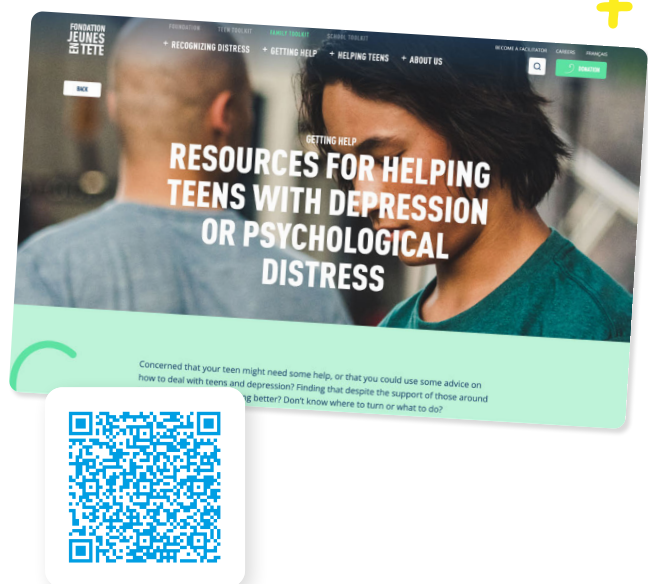 FONDATION
JEUNES
EN TETE
FOUNDATION TEEN TOOLKIT FAMILY TOOLKIT SCHOOL TOOLKIT
+ RECOGNIZING DISTRESS + GETTING HELP + HELPING TEENS + ABOUT US
BECOME A FACILITATOR CAREERS FRANÇAIS
DONATION
BACK
GETTING HELP
RESOURCES FOR HELPING
TEENS WITH DEPRESSION
OR PSYCHOLOGICAL
DISTRESS
Concerned that your teen might need some help, or that you could use some advice on
how to deal with teens and depression? Finding that despite the support of those around
better? Don't know where to turn or what to do?